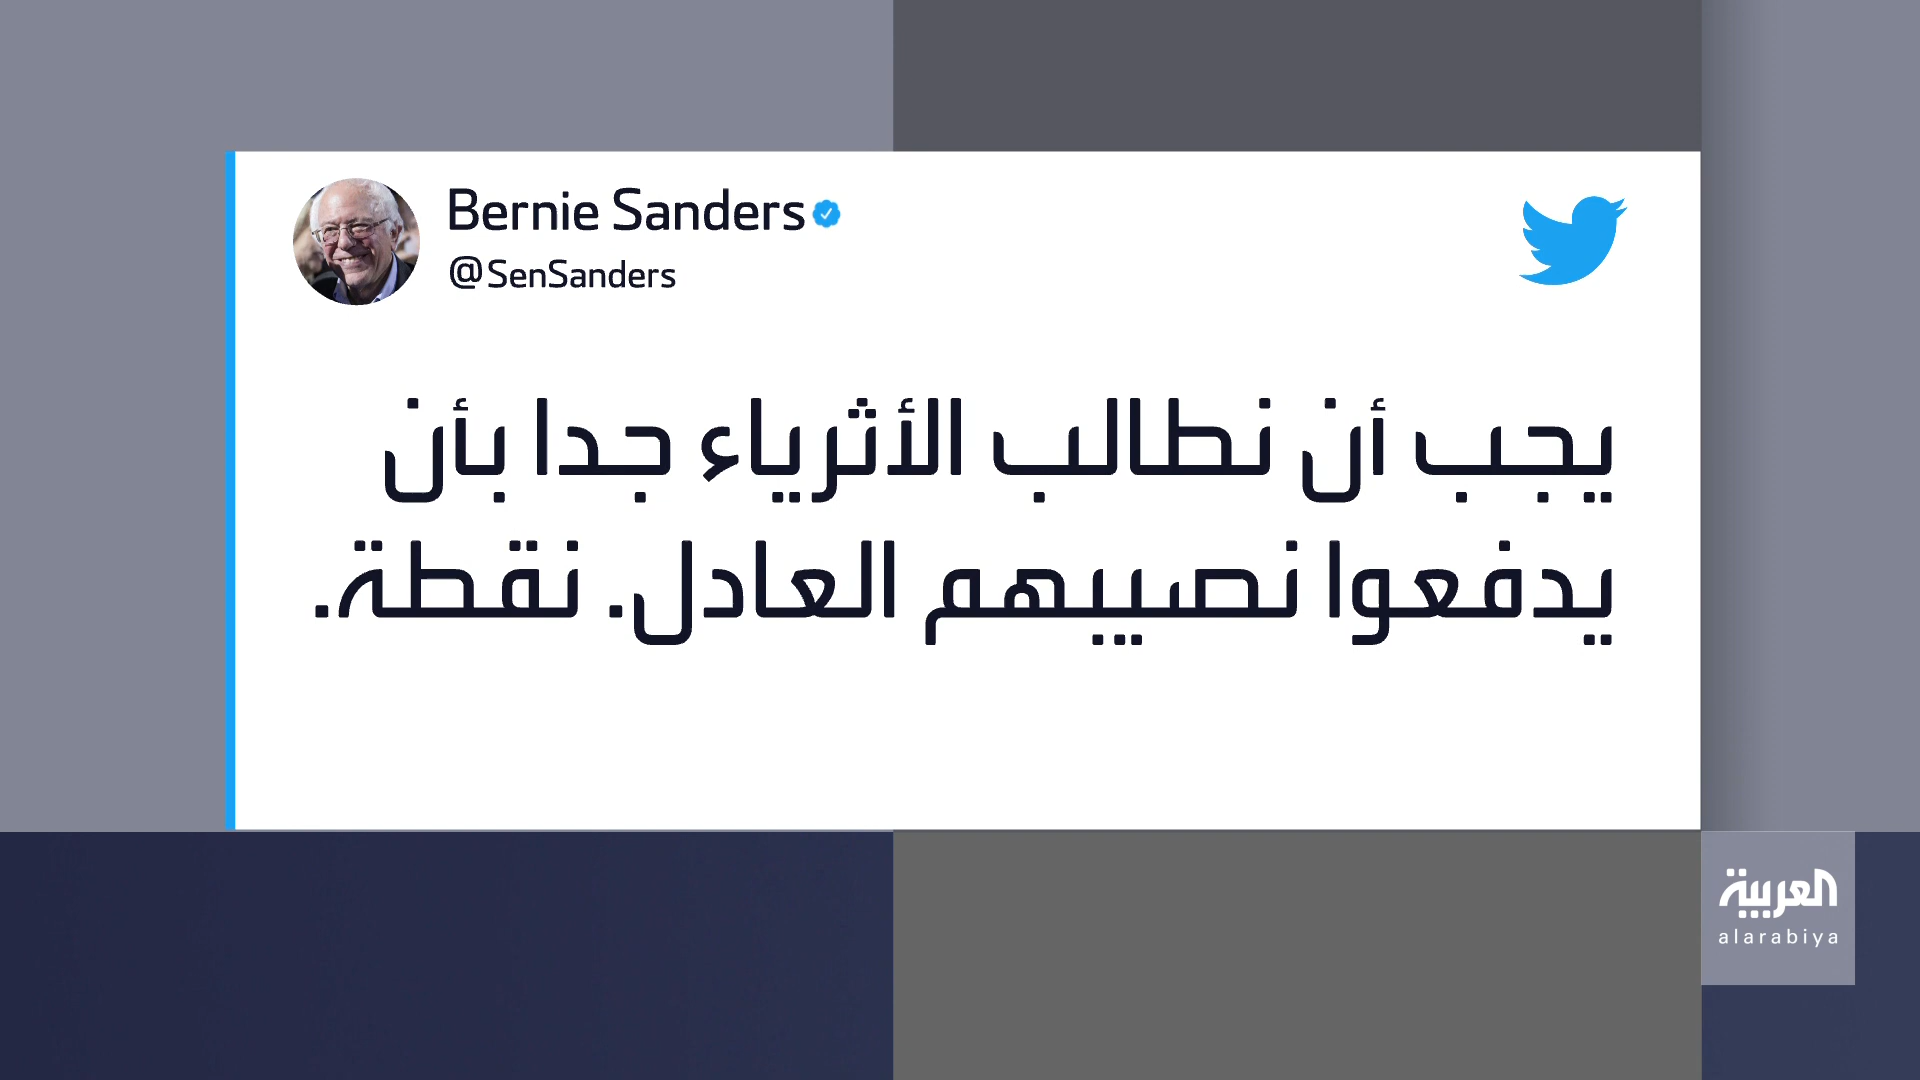 Bernie Sanders
@SenSanders
يجب أن نطالب الأثرياء جدا بأن
يدفعوا نصيبهم العادل. نقطة.
العربية
alarabiya